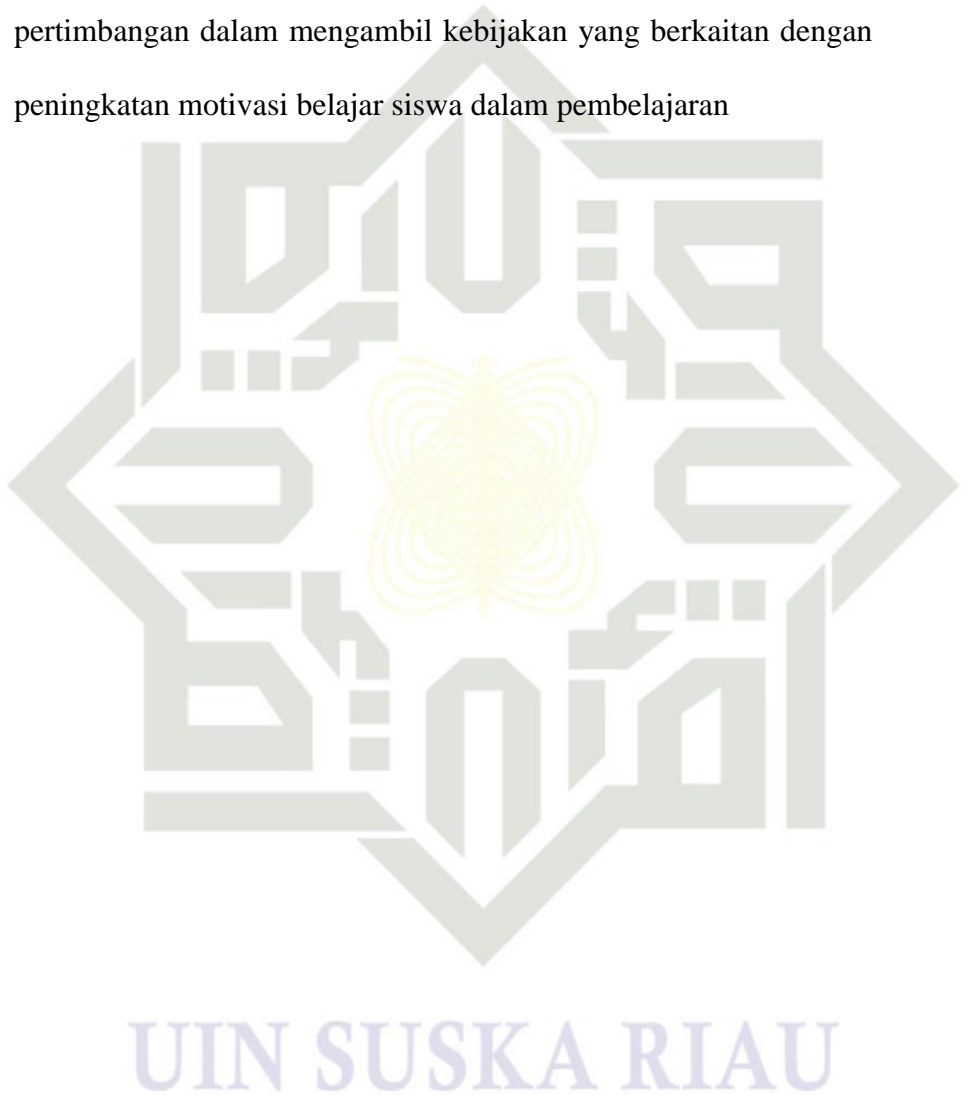 pertimbangan dalam mengambil kebijakan yang berkaitan dengan
peningkatan motivasi belajar siswa dalam pembelajaran
UIN SUSKA RIAU